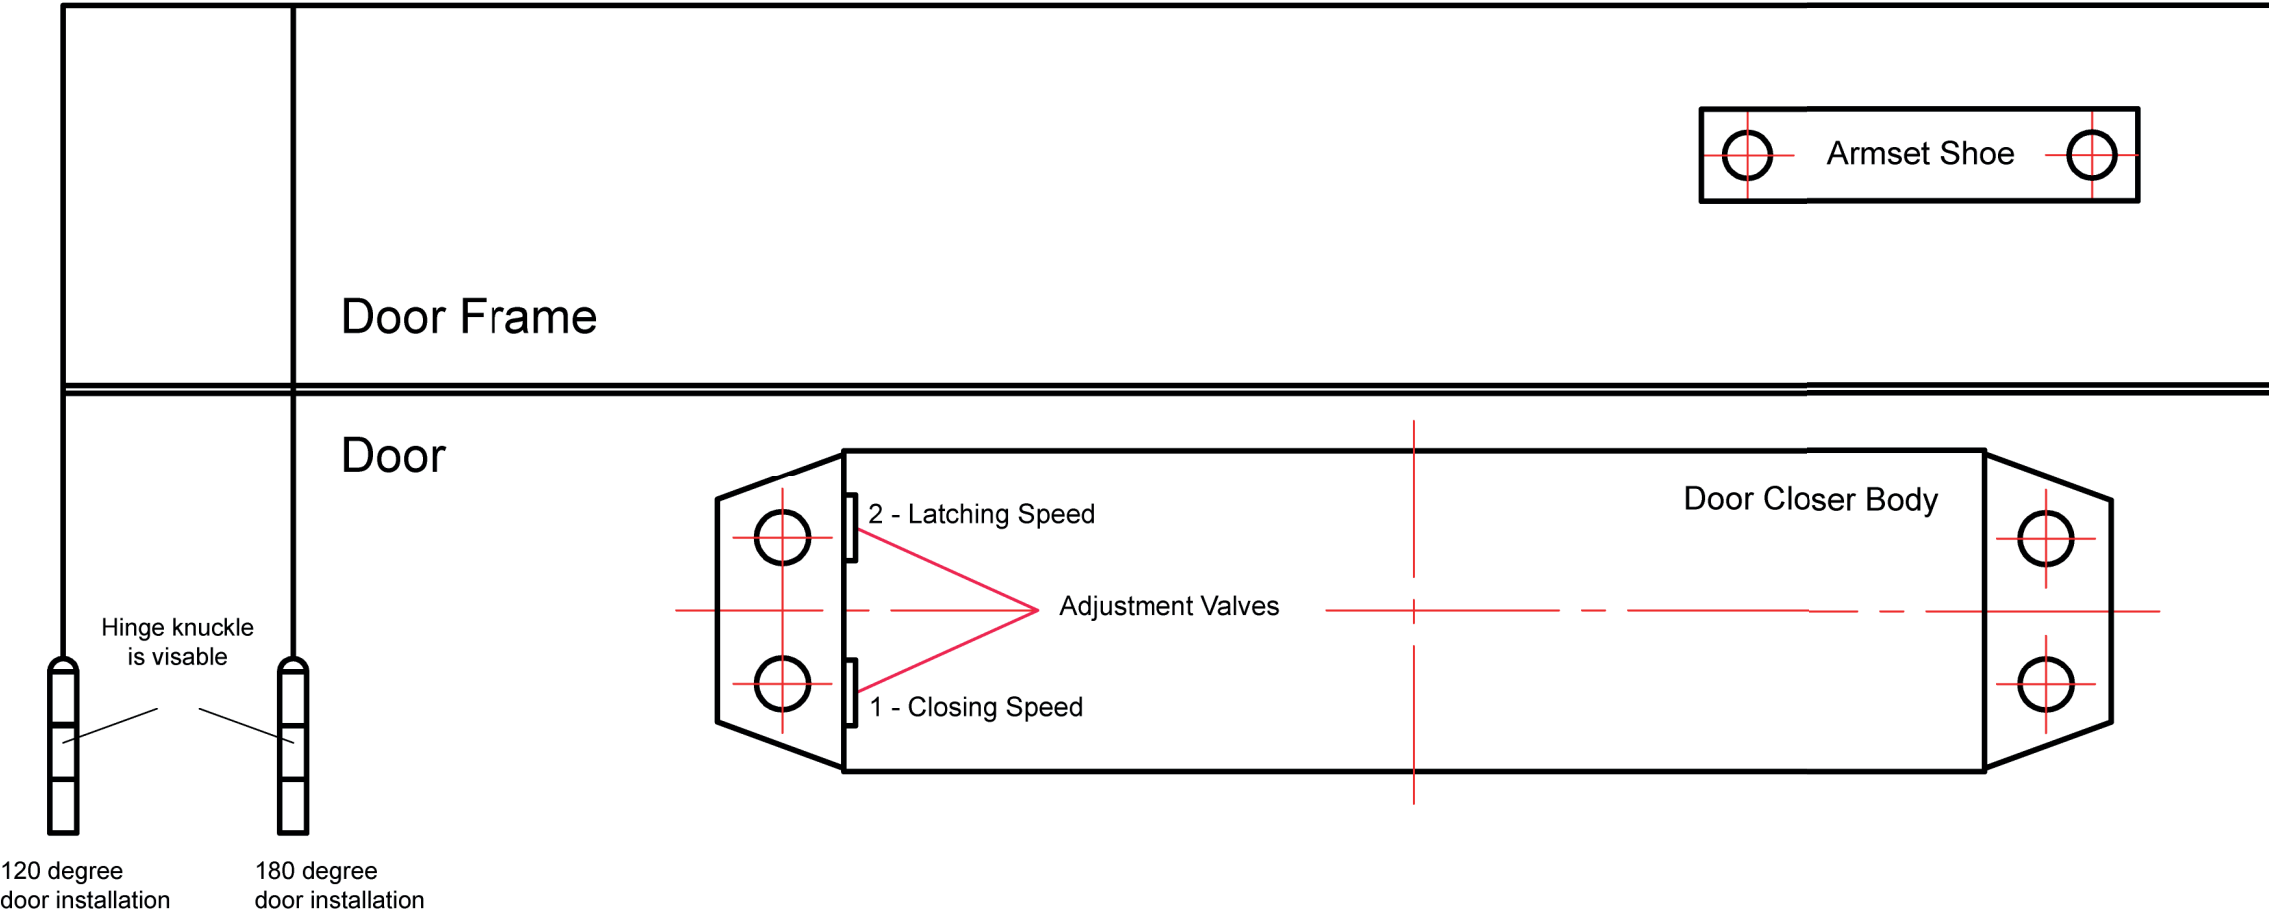 Armset Shoe
Door Frame
Door
Door Closer Body
2 - Latching Speed
Adjustment Valves
Hinge knuckle
is visable
1 - Closing Speed
120 degree
door installation
180 degree
door installation